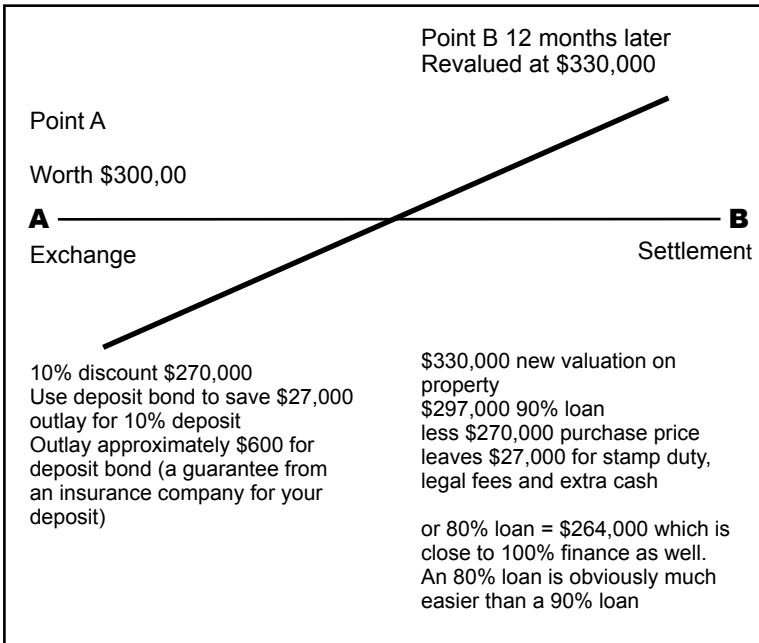 Point B 12 months later
Revalued at $330,000
Point A
Worth $300,00
A
B
Exchange
Settlement
10% discount $270,000
Use deposit bond to save $27,000
outlay for 10% deposit
Outlay approximately $600 for
deposit bond (a guarantee from
an insurance company for your
deposit)
$330,000 new valuation on
property
$297,000 90% loan
less $270,000 purchase price
leaves $27,000 for stamp duty,
legal fees and extra cash
or 80% loan = $264,000 which is
close to 100% finance as well.
An 80% loan is obviously much
easier than a 90% loan